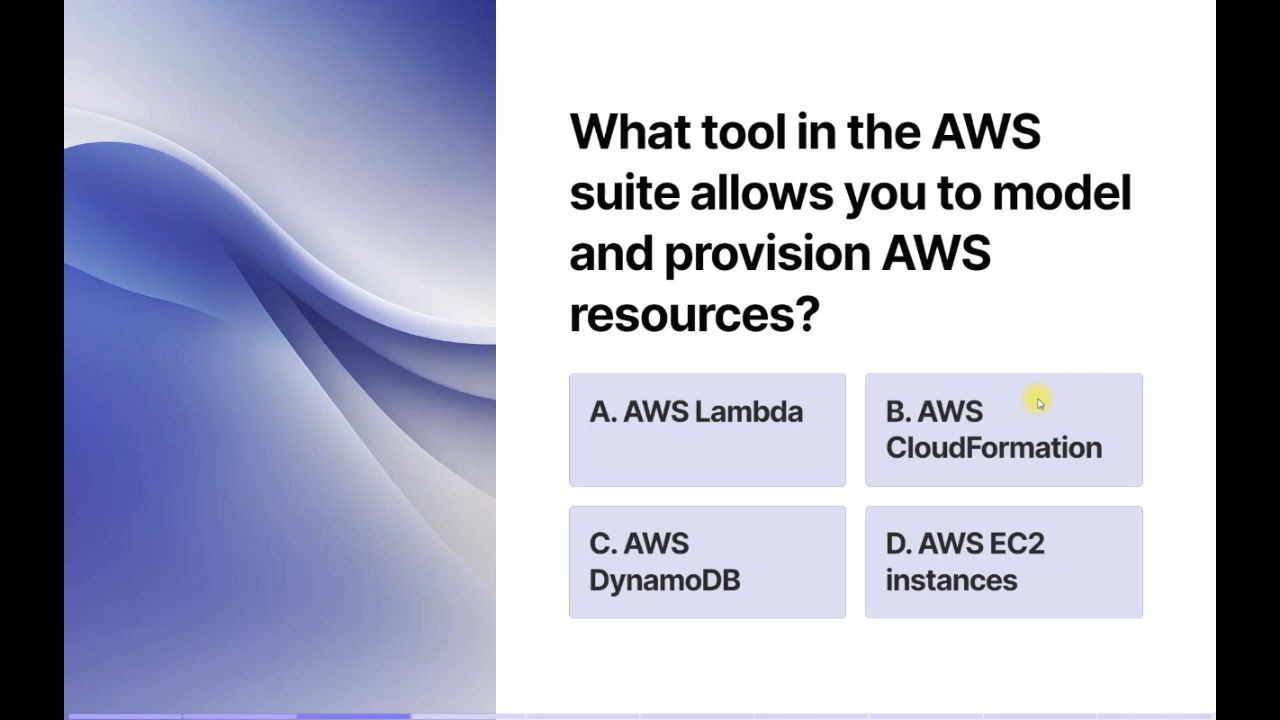 What tool in the AWS
suite allows you to model
and provision AWS
resources?
A. AWS Lambda
B. AWS
CloudFormation
C. AWS
DynamoDB
D. AWS EC2
instances